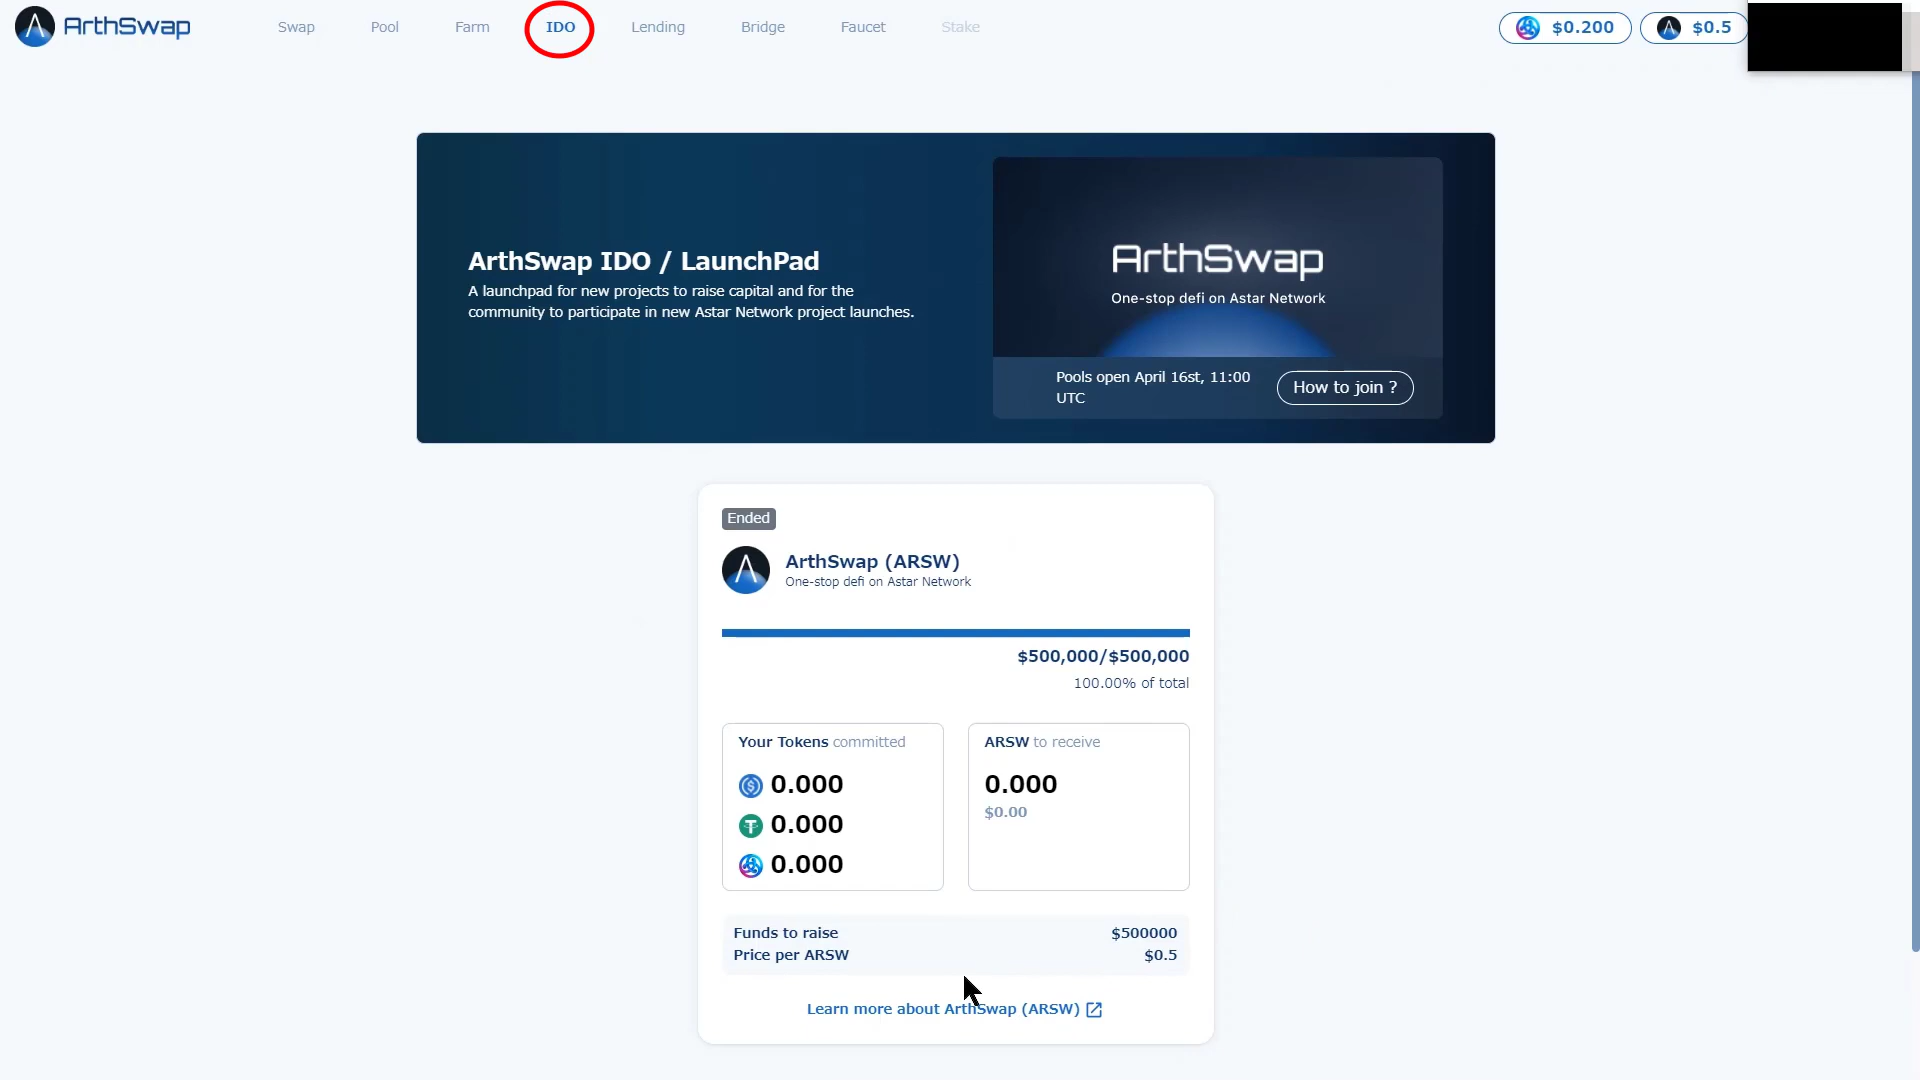 ArthSwap
Swap
Pool
Farm
IDO
Lending
Bridge
Faucet
Stake
$0.200
$0.5
ArthSwap IDO / LaunchPad
A launchpad for new projects to raise capital and for the
community to participate in new Astar Network project launches.
ArthSwap
One-stop defi on Astar Network
Pools open April 16st, 11:00
UTC
How to join ?
Ended
ArthSwap (ARSW)
One-stop defi on Astar Network
$500,000/$500,000
100.00% of total
Your Tokens committed
0.000
0.000
0.000
ARSW to receive
0.000
$0.00
Funds to raise $500000
Price per ARSW $0.5
Learn more about ArthSwap (ARSW)